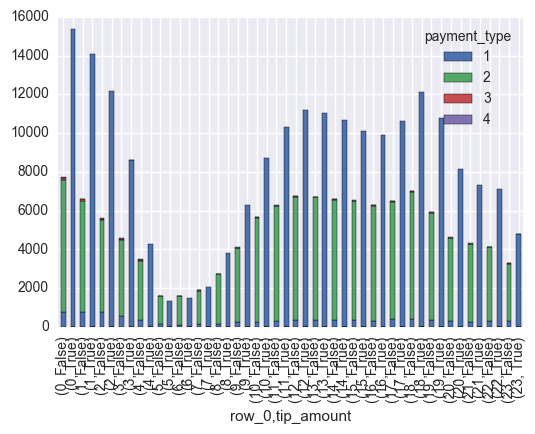 16000
14000
12000
10000
8000
6000
4000
2000
0
payment_type
1
2
3
4
(0, False)
(0, True)
(1, False)
(1, True)
(2, False)
(2, True)
(3, False)
(3, True)
(4, False)
(4, True)
(5, False)
(5, True)
(6, False)
(6, True)
(7, False)
(7, True)
(8, False)
(8, True)
(9, False)
(9, True)
(10, False)
(10, True)
(11, False)
(11, True)
(12, False)
(12, True)
(13, False)
(13, True)
(14, False)
(14, True)
(15, False)
(15, True)
(16, False)
(16, True)
(17, False)
(17, True)
(18, False)
(18, True)
(19, False)
(19, True)
(20, False)
(20, True)
(21, False)
(21, True)
(22, False)
(22, True)
(23, False)
(23, True)
row_0,tip_amount